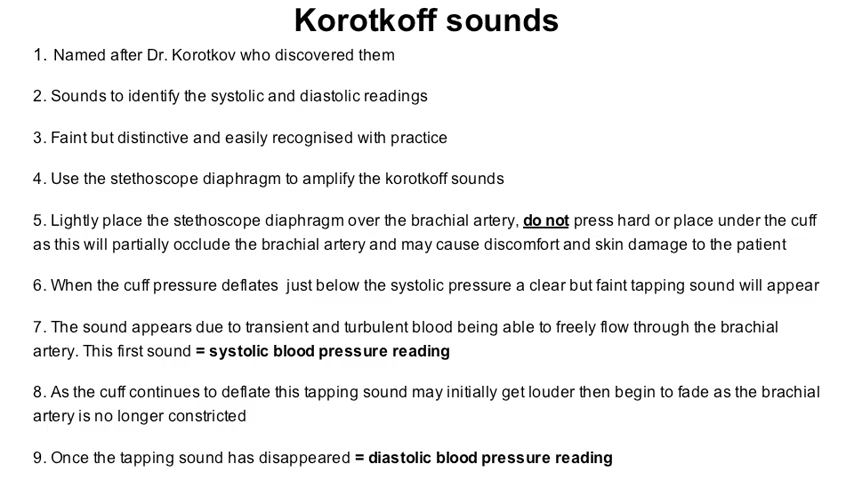 Korotkoff sounds
1. Named after Dr. Korotkov who discovered them
2. Sounds to identify the systolic and diastolic readings
3. Faint but distinctive and easily recognised with practice
4. Use the stethoscope diaphragm to amplify the korotkoff sounds
5. Lightly place the stethoscope diaphragm over the brachial artery, do not press hard or place under the cuff
as this will partially occlude the brachial artery and may cause discomfort and skin damage to the patient
6. When the cuff pressure deflates just below the systolic pressure a clear but faint tapping sound will appear
7. The sound appears due to transient and turbulent blood being able to freely flow through the brachial
artery. This first sound = systolic blood pressure reading
8. As the cuff continues to deflate this tapping sound may initially get louder then begin to fade as the brachial
artery is no longer constricted
9. Once the tapping sound has disappeared = diastolic blood pressure reading